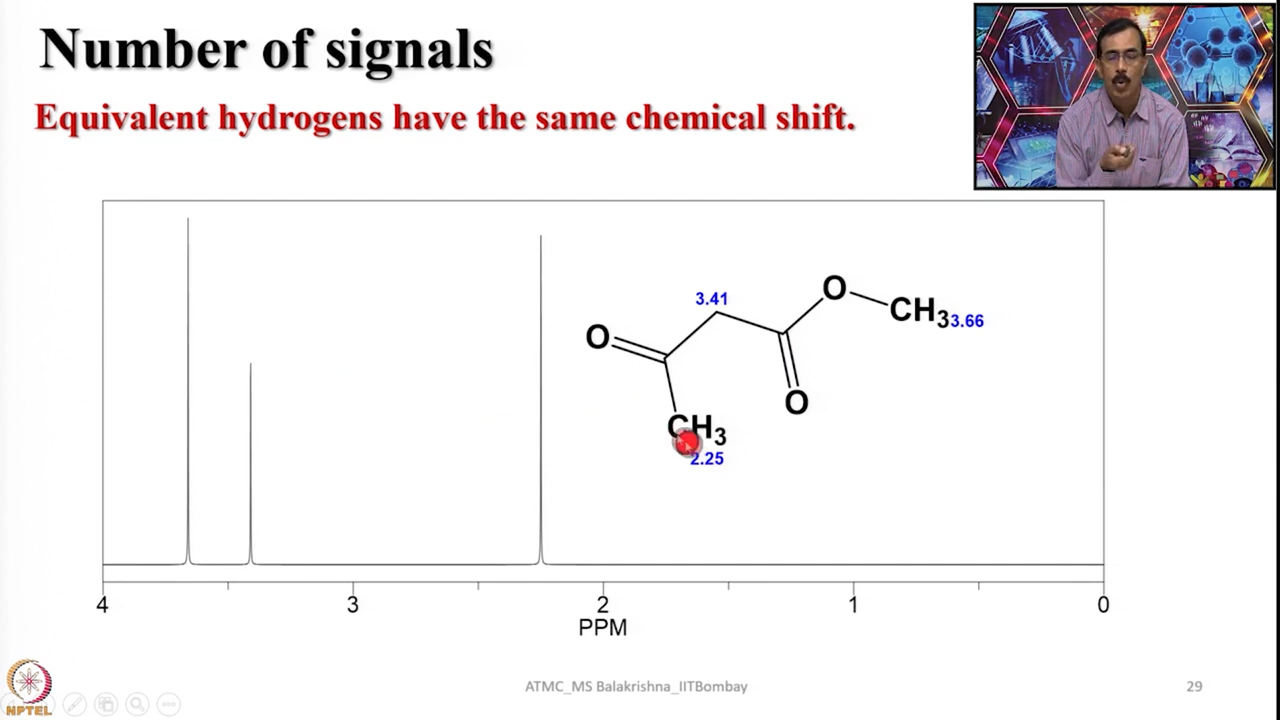 Number of signals
Equivalent hydrogens have the same chemical shift.
3.41
O
CH3 3.66
O
O
CH3
2.25
4 3 2 1 0
PPM
NPTEL
ATMC_MS Balakrishna_IITBombay
29